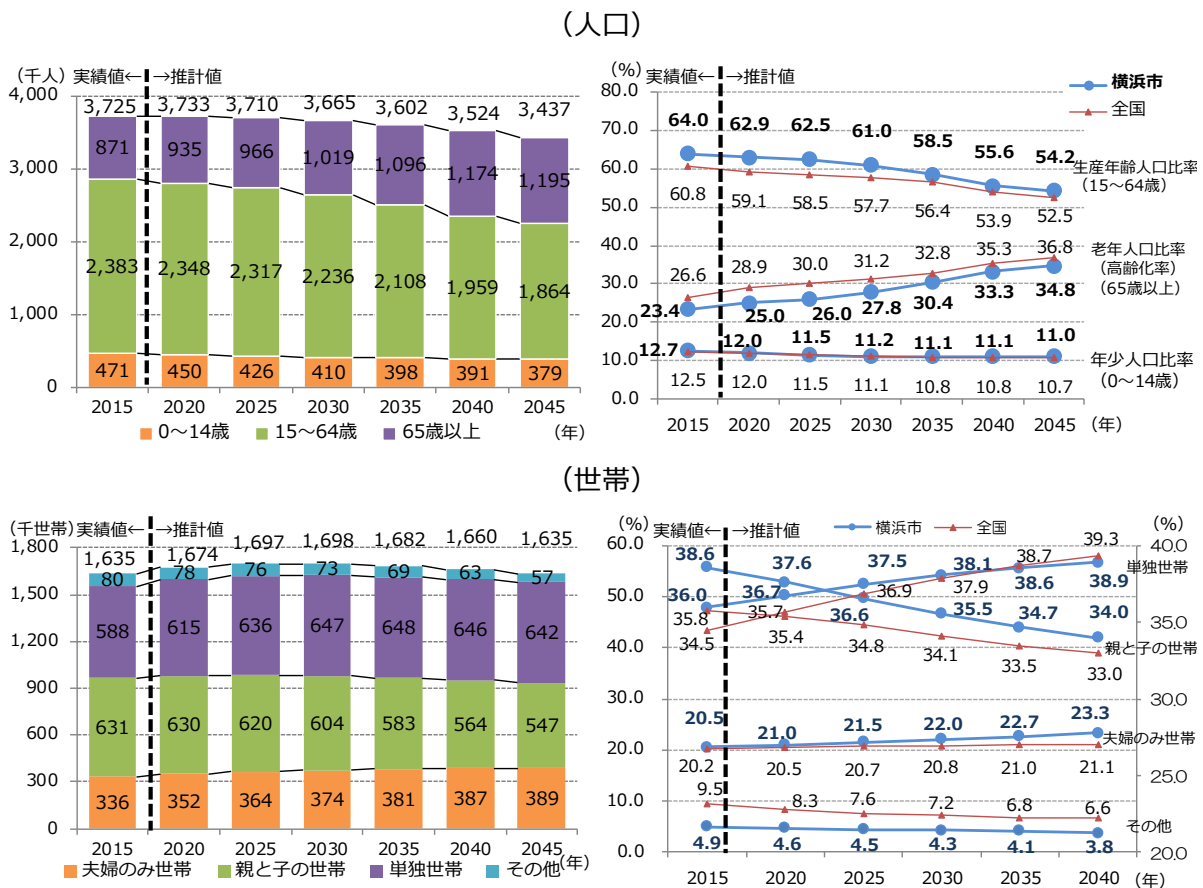 （人口）
（千人） 実績値← →推計値
4,000
3,000
2,000
1,000
0
3,725 3,733 3,710 3,665 3,602 3,524 3,437
871 935 966 1,019 1,096 1,174 1,195
2,383 2,348 2,317 2,236 2,108 1,959 1,864
471 450 426 410 398 391 379
2015 2020 2025 2030 2035 2040 2045
（年）
0～14歳 15～64歳 65歳以上
（%） 実績値← →推計値
横浜市
全国
80.0
70.0
60.0
50.0
40.0
30.0
20.0
10.0
0.0
64.0 62.9 62.5 61.0 58.5 55.6 54.2
生産年齢人口比率
（15～64歳）
60.8 59.1 58.5 57.7 56.4 53.9 52.5
26.6 28.9 30.0 31.2 32.8 35.3 36.8
老年人口比率
（高齢化率）
（65歳以上）
23.4 25.0 26.0 27.8 30.4 33.3 34.8
12.7 12.0 11.5 11.2 11.1 11.1 11.0
年少人口比率
（0～14歳）
12.5 12.0 11.5 11.1 10.8 10.8 10.7
2015 2020 2025 2030 2035 2040 2045 （年）
（世帯）
（千世帯） 実績値← →推計値
1,800
1,500
1,200
900
600
300
0
1,635 1,674 1,697 1,698 1,682 1,660 1,635
80 78 76 73 69 63 57
588 615 636 647 648 646 642
631 630 620 604 583 564 547
336 352 364 374 381 387 389
2015 2020 2025 2030 2035 2040 2045
（年）
夫婦のみ世帯 親と子の世帯 単独世帯 その他
（%） 実績値← →推計値 横浜市 全国 （%）
60.0
50.0
40.0
30.0
20.0
10.0
0.0
40.0
35.0
30.0
25.0
20.0
38.6 37.6 36.6 35.5 34.7 34.0
親と子の世帯
36.0 36.7 37.5 38.1 38.6 38.9
単独世帯
35.8 35.4 34.8 34.1 33.5 33.0
34.5 35.7 36.9 37.9 38.7 39.3
20.5 21.0 21.5 22.0 22.7 23.3
夫婦のみ世帯
20.2 20.5 20.7 20.8 21.0 21.1
9.5 8.3 7.6 7.2 6.8 6.6
その他
4.9 4.6 4.5 4.3 4.1 3.8
2015 2020 2025 2030 2035 2040
（年）